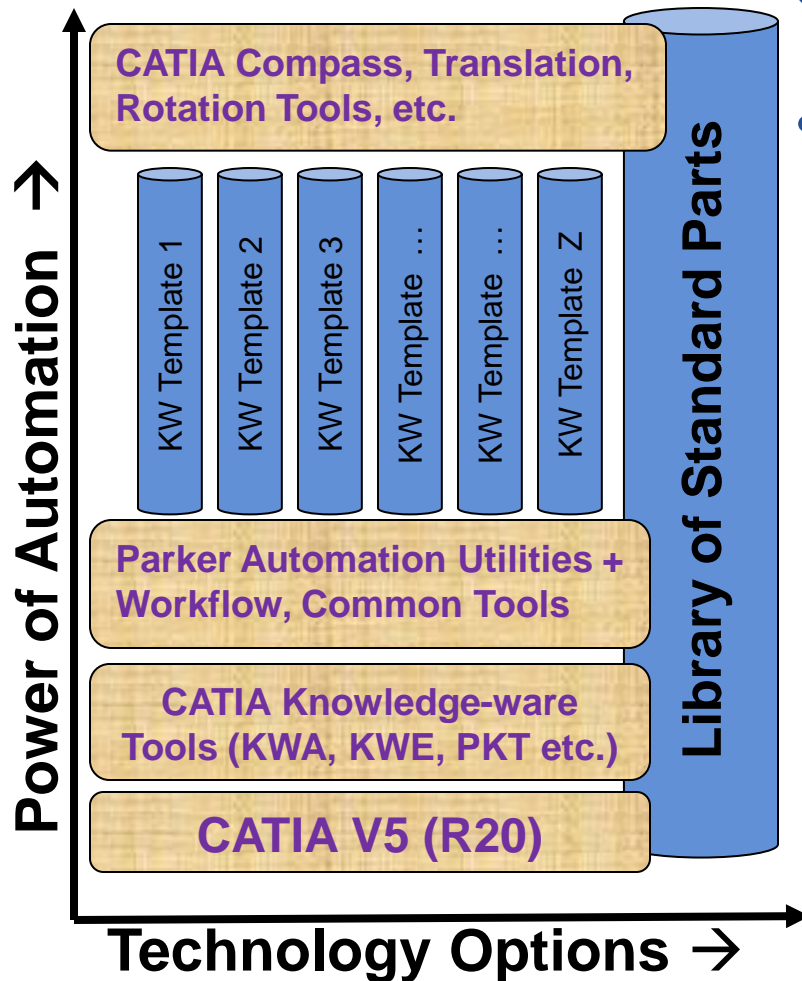 CATIA Compass, Translation,
Rotation Tools, etc.
KW Template 1
KW Template 2
KW Template 3
KW Template …
KW Template …
KW Template Z
Library of Standard Parts
Parker Automation Utilities +
Workflow, Common Tools
CATIA Knowledge-ware
Tools (KWA, KWE, PKT etc.)
CATIA V5 (R20)
Power of Automation →
Technology Options →